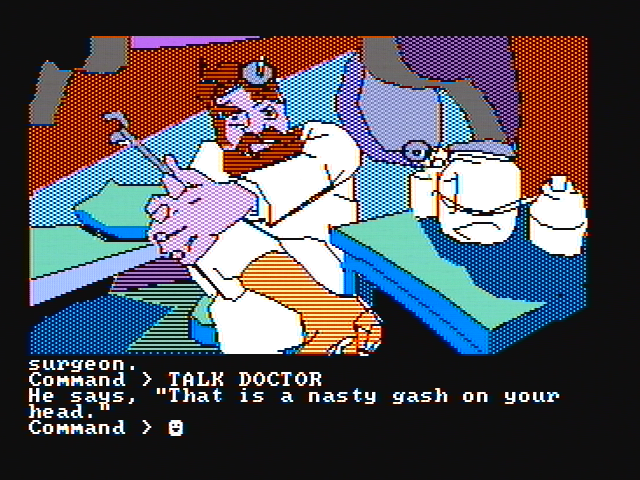 surgeon.
Command > TALK DOCTOR
He says, "That is a nasty gash on your
head."
Command >